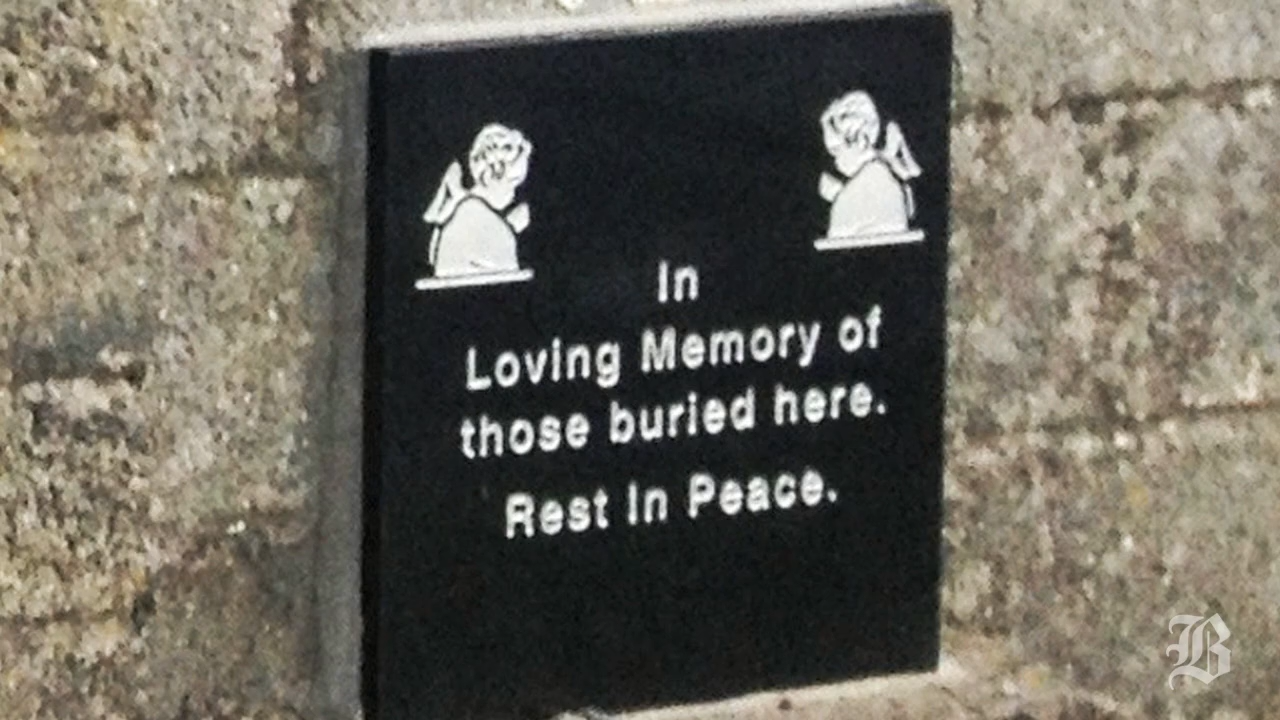 In
Loving Memory of
those buried here.
Rest In Peace.
B